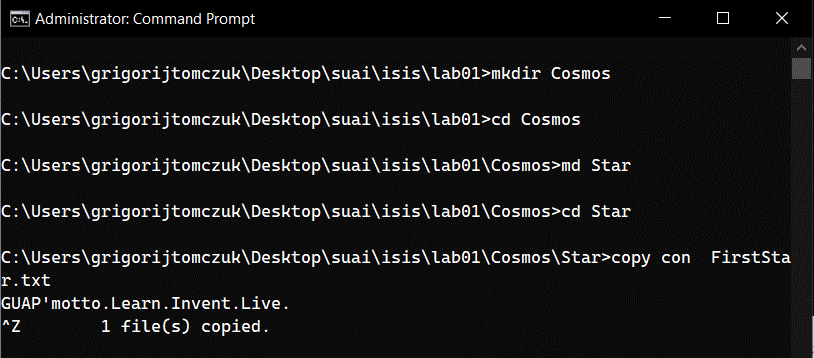 Administrator: Command Prompt
C:\Users\grigorijtomczuk\Desktop\suai\isis\lab01>mkdir Cosmos
C:\Users\grigorijtomczuk\Desktop\suai\isis\lab01>cd Cosmos
C:\Users\grigorijtomczuk\Desktop\suai\isis\lab01\Cosmos>md Star
C:\Users\grigorijtomczuk\Desktop\suai\isis\lab01\Cosmos>cd Star
C:\Users\grigorijtomczuk\Desktop\suai\isis\lab01\Cosmos\Star>copy con  FirstSta
r.txt
GUAP'motto.Learn.Invent.Live.
^Z        1 file(s) copied.